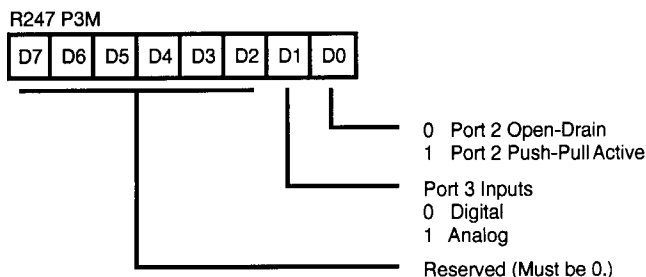 R247 P3M
D7 D6 D5 D4 D3 D2 D1 D0
0 Port 2 Open-Drain
1 Port 2 Push-Pull Active
Port 3 Inputs
0 Digital
1 Analog
Reserved (Must be 0.)